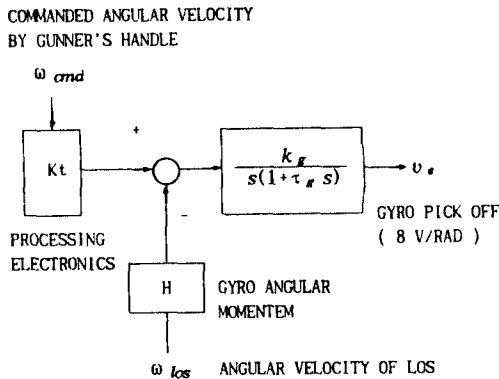 COMMANDED ANGULAR VELOCITY
BY GUNNER'S HANDLE
ω cmd
+
Kt
k g
s(1+τ g s)
υ e
−
GYRO PICK OFF
( 8 V/RAD )
PROCESSING
ELECTRONICS
H
GYRO ANGULAR
MOMENTEM
ω los
ANGULAR VELOCITY OF LOS